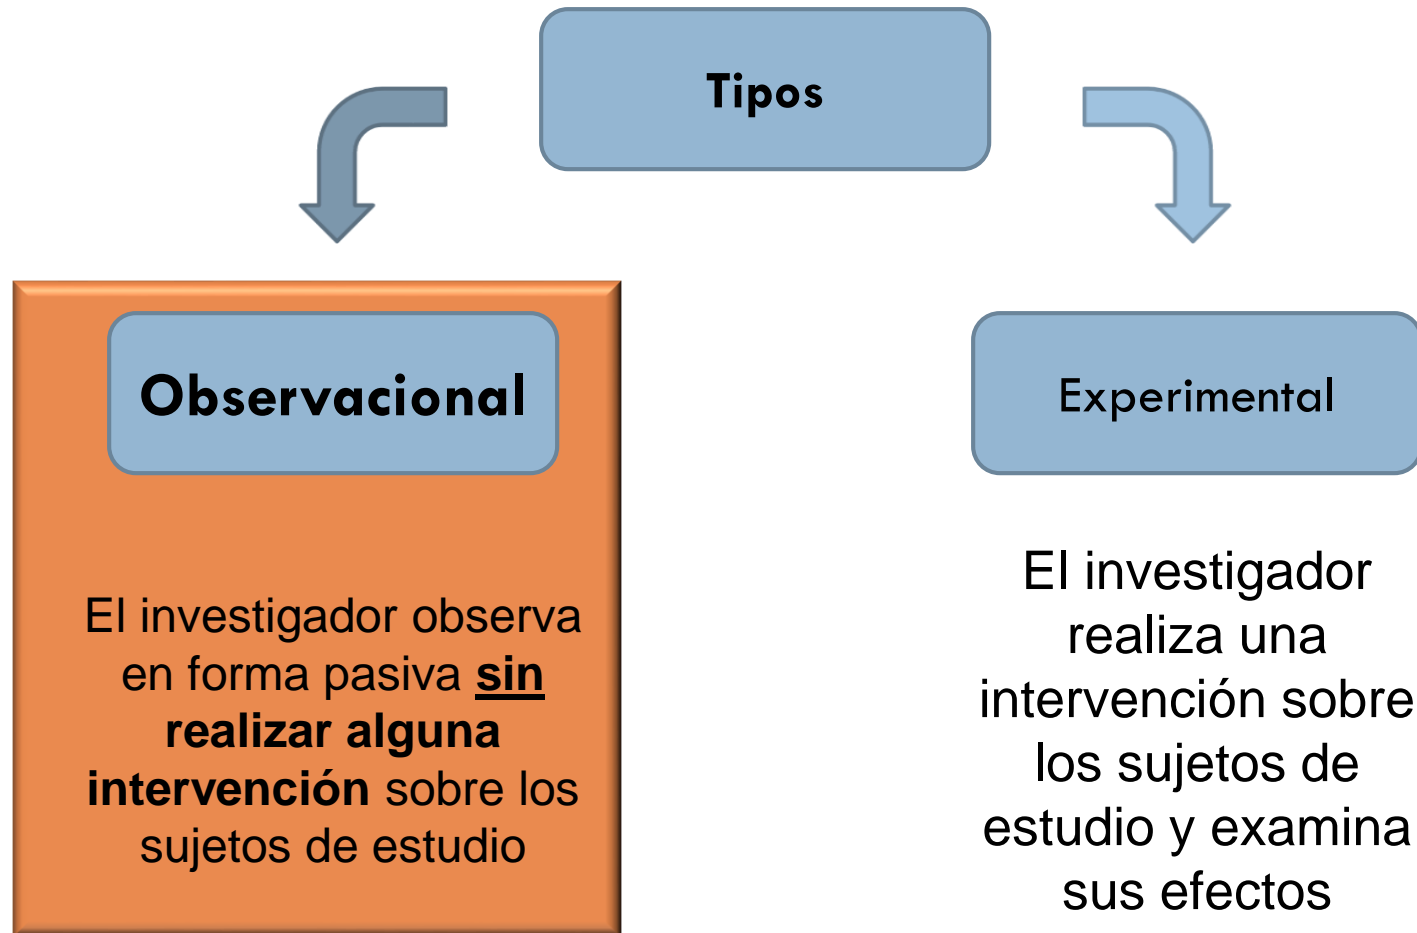 Tipos
Observacional
El investigador observa
en forma pasiva sin
realizar alguna
intervención sobre los
sujetos de estudio
Experimental
El investigador
realiza una
intervención sobre
los sujetos de
estudio y examina
sus efectos